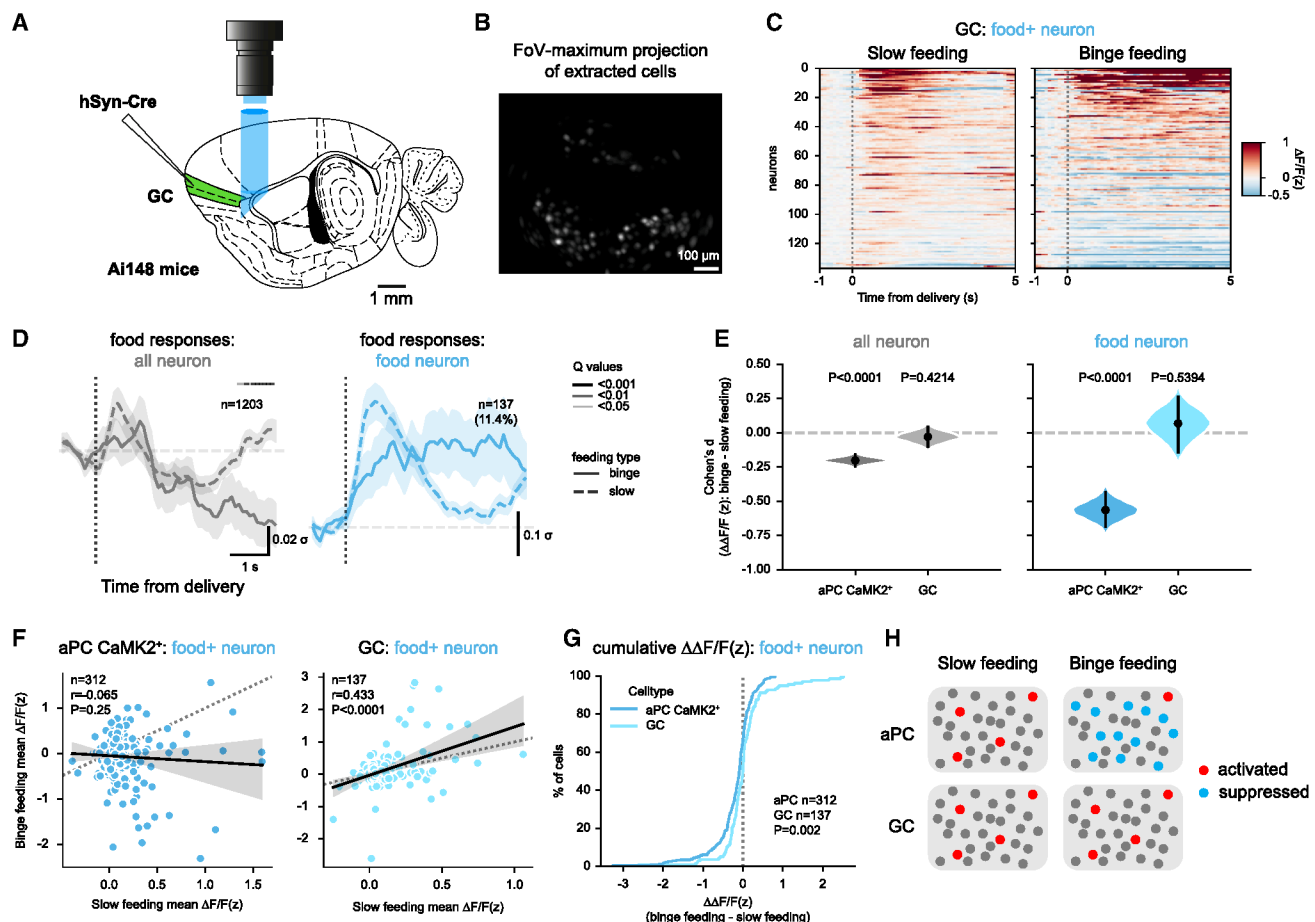 A
hSyn-Cre
GC
Ai148 mice
1 mm
B
FoV-maximum projection
of extracted cells
100 µm
C
GC: food+ neuron
Slow feeding
Binge feeding
neurons
0
20
40
60
80
100
120
-1
0
5
-1
0
5
Time from delivery (s)
1
0
-0.5
ΔF/F(z)
D
food responses:
all neuron
n=1203
0.02 σ
1 s
Time from delivery
food responses:
food neuron
n=137
(11.4%)
0.1 σ
Q values
<0.001
<0.01
<0.05
feeding type
binge
slow
E
all neuron
food neuron
P<0.0001
P=0.4214
P<0.0001
P=0.5394
Cohen's d
(ΔΔF/F (z): binge - slow feeding)
0.50
0.25
0.00
-0.25
-0.50
-0.75
-1.00
aPC CaMK2⁺
GC
aPC CaMK2⁺
GC
F
aPC CaMK2⁺: food+ neuron
n=312
r=-0.065
P=0.25
Binge feeding mean ΔF/F(z)
2
1
0
-1
-2
0.0
0.5
1.0
1.5
Slow feeding mean ΔF/F(z)
GC: food+ neuron
n=137
r=0.433
P<0.0001
3
2
1
0
-1
-2
0.0
0.5
1.0
Slow feeding mean ΔF/F(z)
G
cumulative ΔΔF/F(z): food+ neuron
Celltype
aPC CaMK2⁺
GC
% of cells
100
80
60
40
20
0
aPC n=312
GC n=137
P=0.002
-3
-2
-1
0
1
2
ΔΔF/F(z)
(binge feeding - slow feeding)
H
Slow feeding
Binge feeding
aPC
GC
activated
suppressed